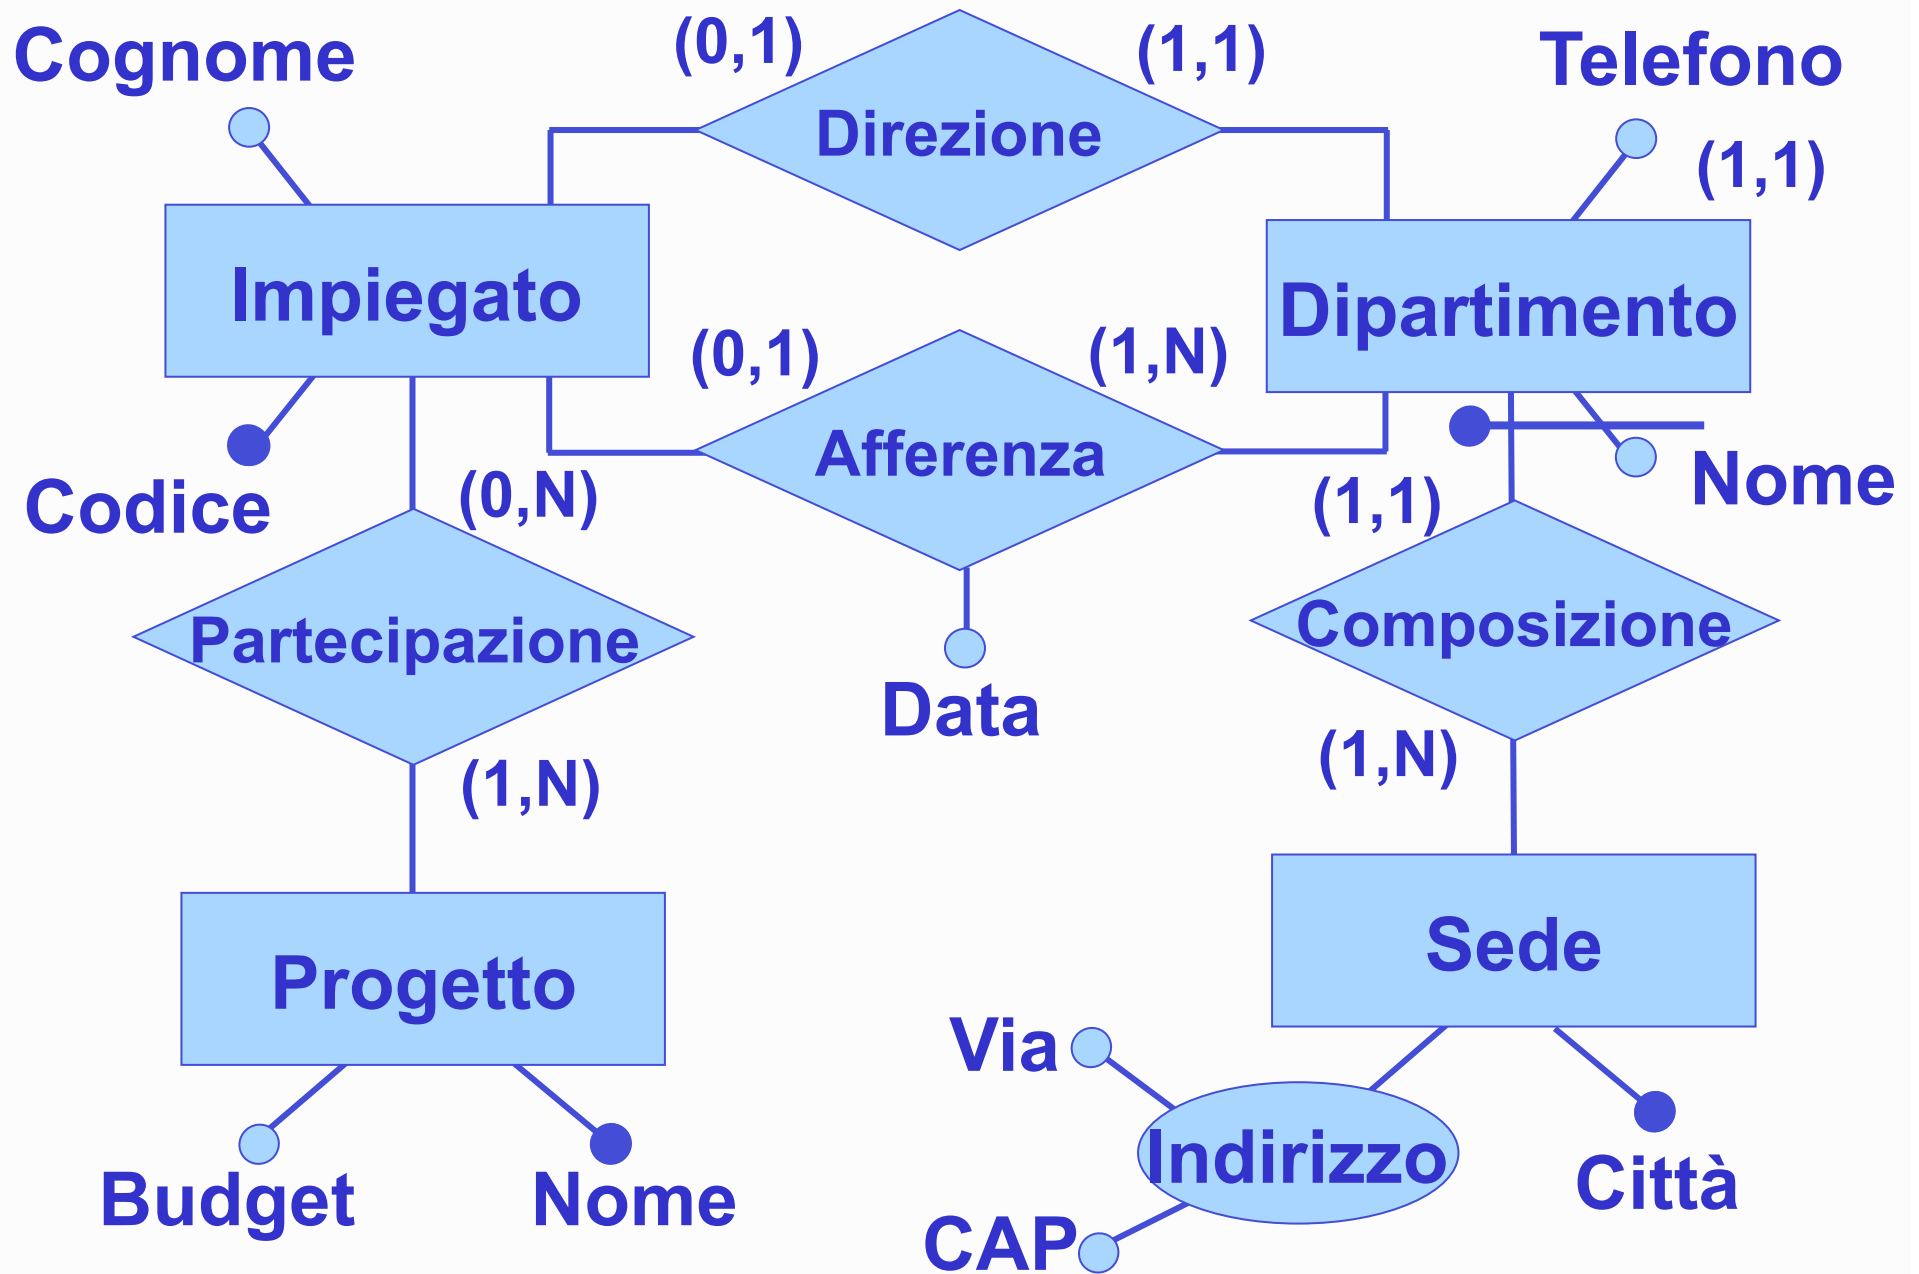 Cognome
(0,1)
(1,1)
Telefono
Direzione
(1,1)
Impiegato
Dipartimento
(0,1)
(1,N)
Afferenza
Codice
(0,N)
(1,1)
Nome
Partecipazione
Composizione
Data
(1,N)
(1,N)
Progetto
Sede
Via
Indirizzo
Città
Budget
Nome
CAP